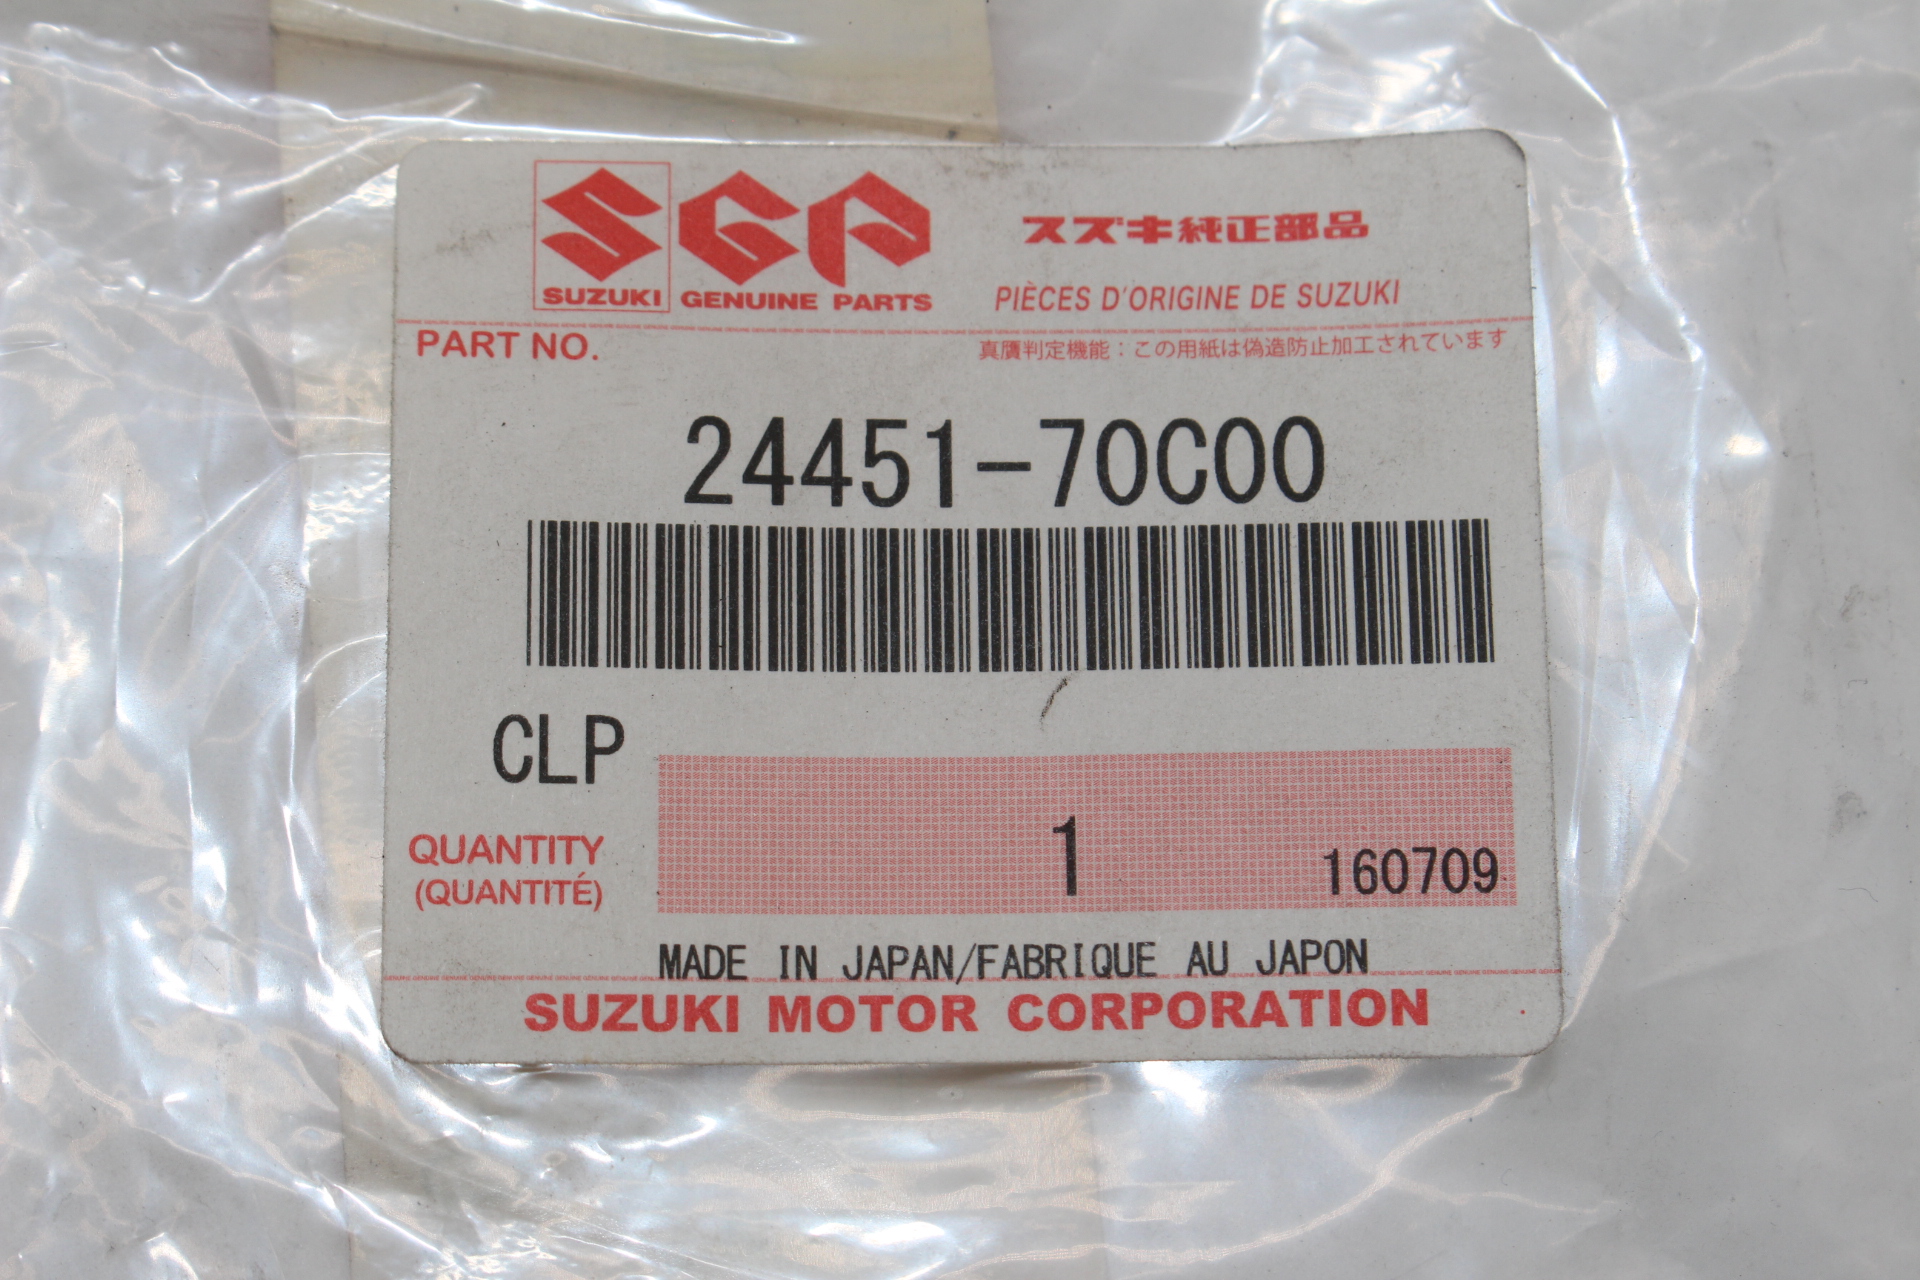 SGP
スズキ純正部品
SUZUKI GENUINE PARTS
PIÈCES D'ORIGINE DE SUZUKI
PART NO.
真贋判定機能：この用紙は偽造防止加工されています
24451-70C00
CLP
QUANTITY
(QUANTITÉ)
1
160709
MADE IN JAPAN/FABRIQUE AU JAPON
SUZUKI MOTOR CORPORATION